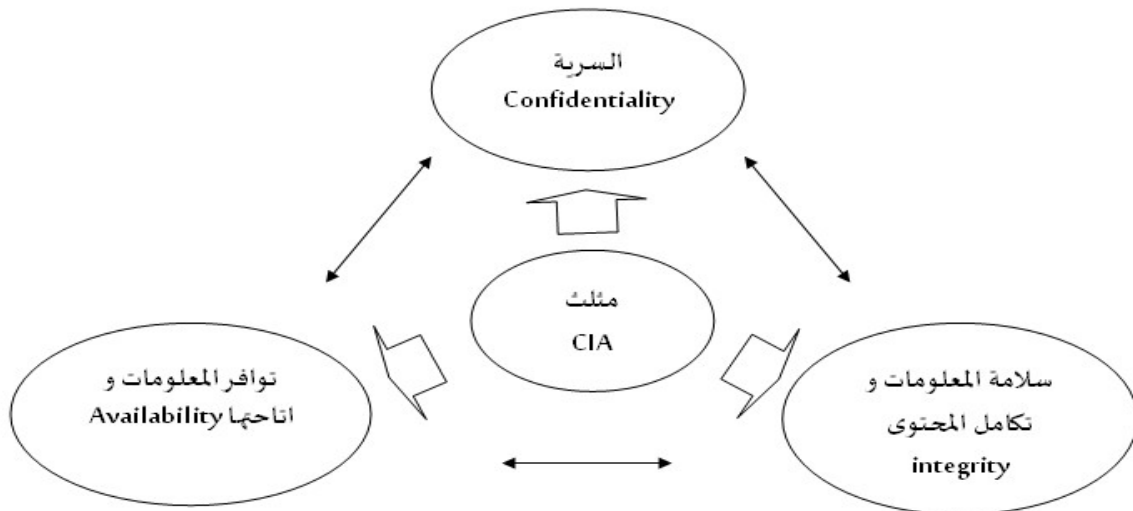 السرية
Confidentiality
مثلث
CIA
توافر المعلومات و
اتاحتها Availability
سلامة المعلومات و
تكامل المحتوى
integrity